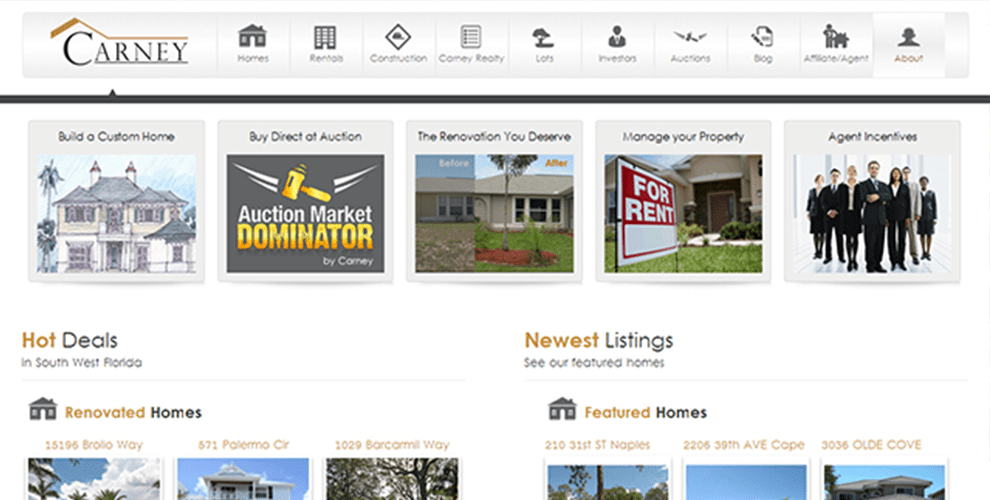 CARNEY
Homes
Rentals
Construction
Carney Realty
Lots
Investors
Auctions
Blog
Affiliate/Agent
About
Build a Custom Home
Buy Direct at Auction
The Renovation You Deserve
Manage your Property
Agent Incentives
Auction Market
DOMINATOR
by Carney
Before
After
FOR
RENT
Hot Deals
In South West Florida
Renovated Homes
15196 Brolio Way
571 Palermo Cir
1029 Barcarmil Way
Newest Listings
See our featured homes
Featured Homes
210 31st ST Naples
2206 39th AVE Cape
3036 OLDE COVE